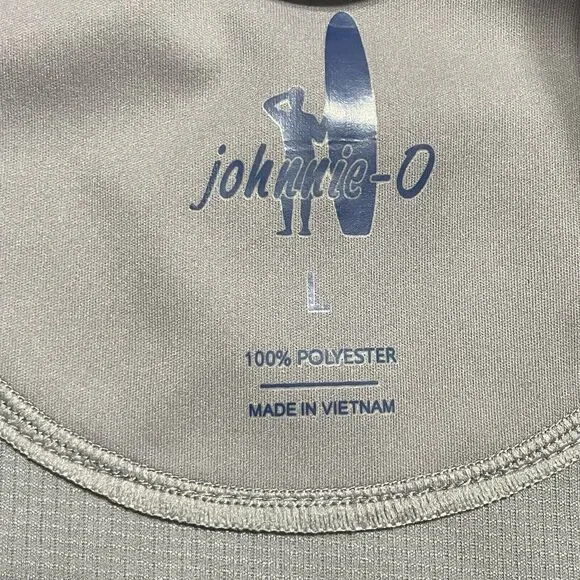 johnnie-O
L
100% POLYESTER
MADE IN VIETNAM